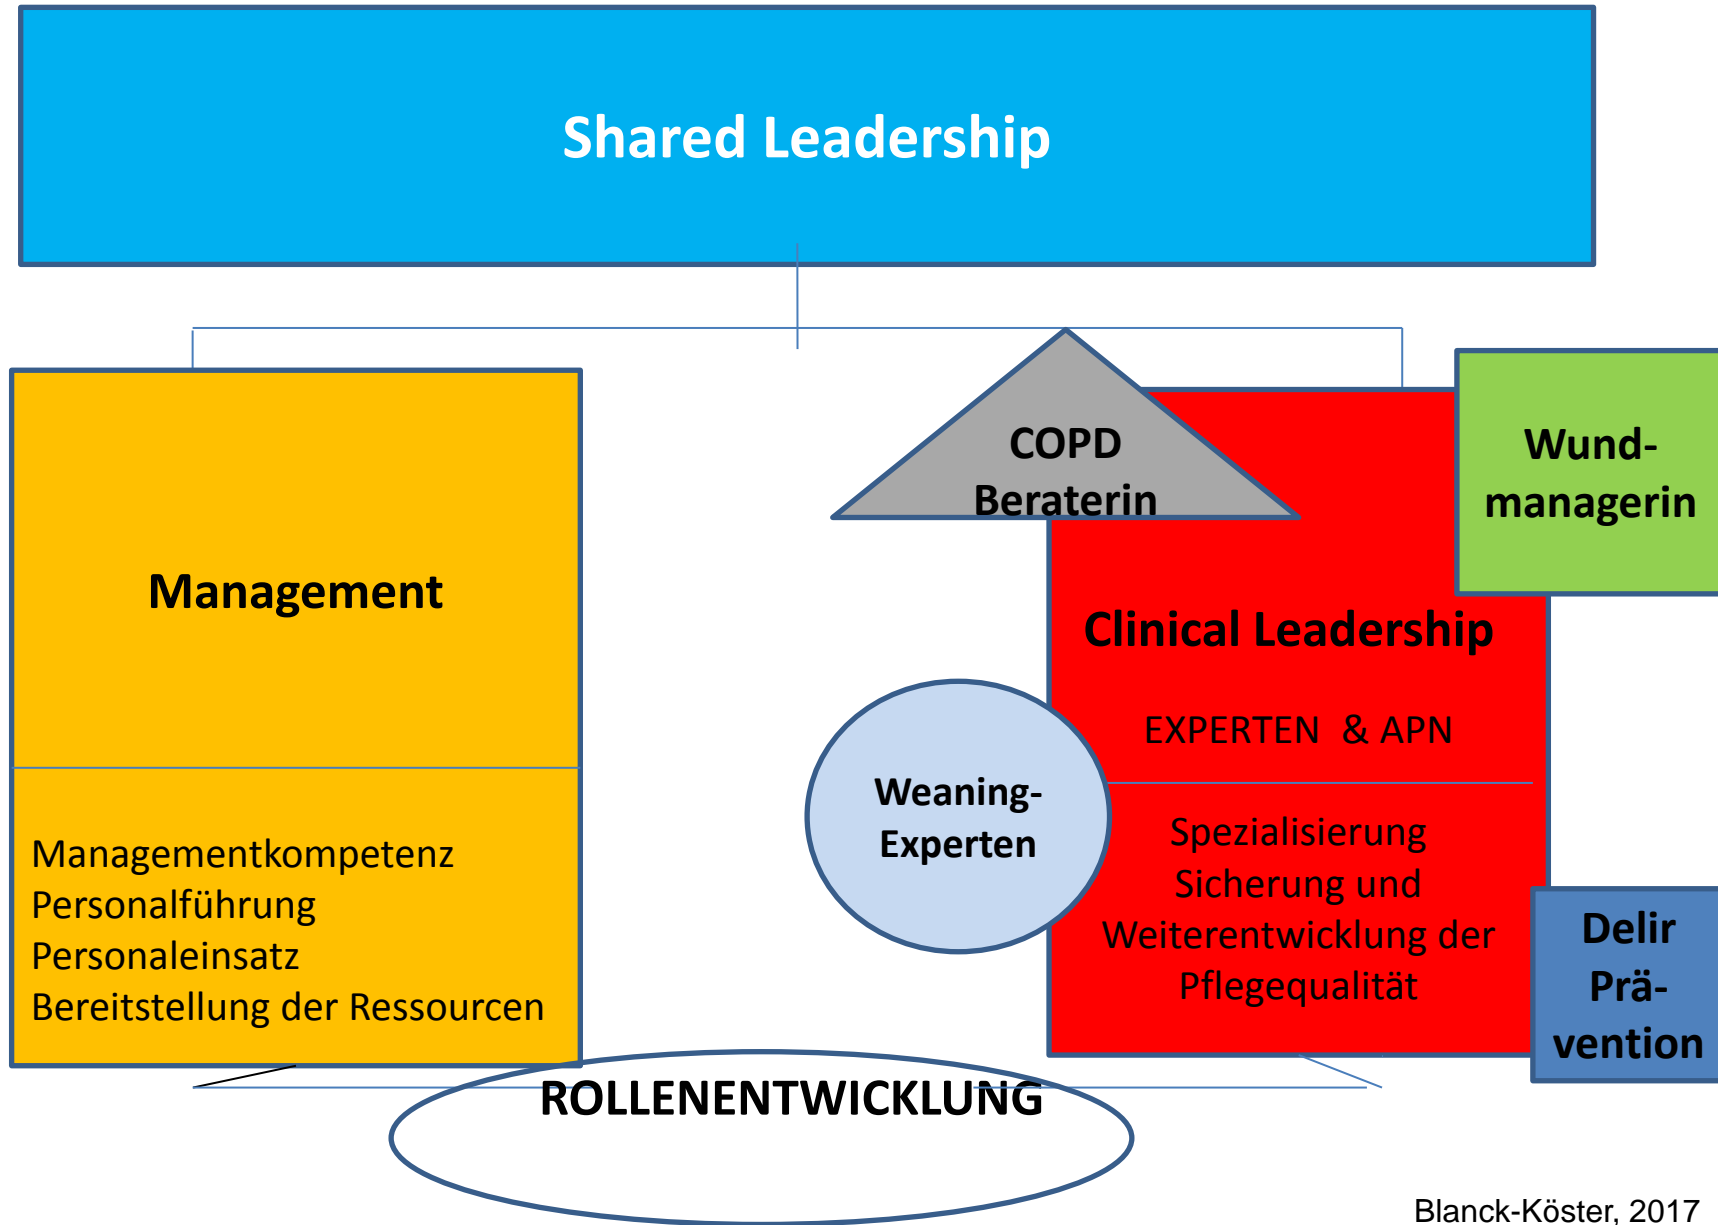 Shared Leadership
Management
Managementkompetenz
Personalführung
Personaleinsatz
Bereitstellung der Ressourcen
COPD
Beraterin
Wund-
managerin
Clinical Leadership
EXPERTEN & APN
Weaning-
Experten
Spezialisierung
Sicherung und
Weiterentwicklung der
Pflegequalität
Delir
Prä-
vention
ROLLENENTWICKLUNG
Blanck-Köster, 2017